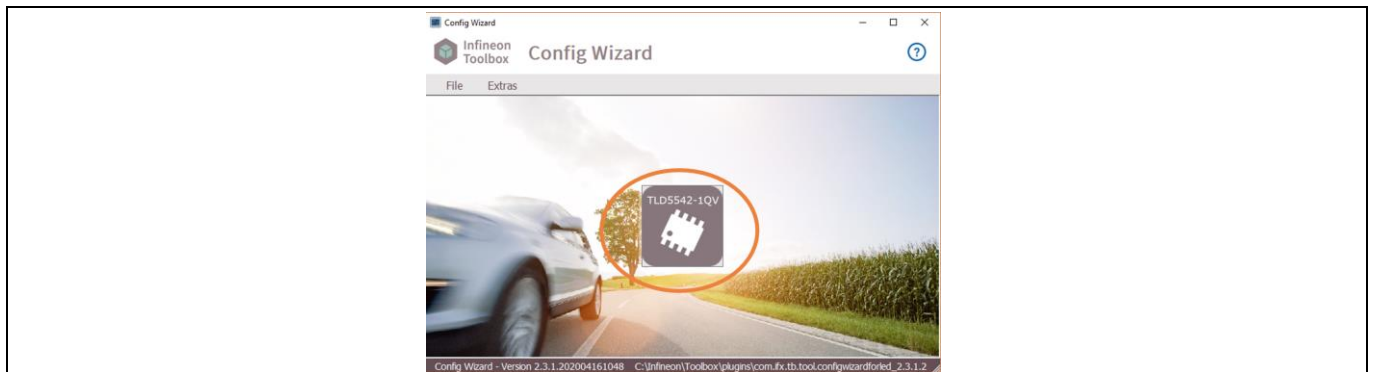 Config Wizard
Infineon
Toolbox
Config Wizard
?
File Extras
TLD5542-1QV
Config Wizard - Version 2.3.1.202004161048 C:\Infineon\Toolbox\plugins\com.ifx.tb.tool.configwizardforled_2.3.1.2